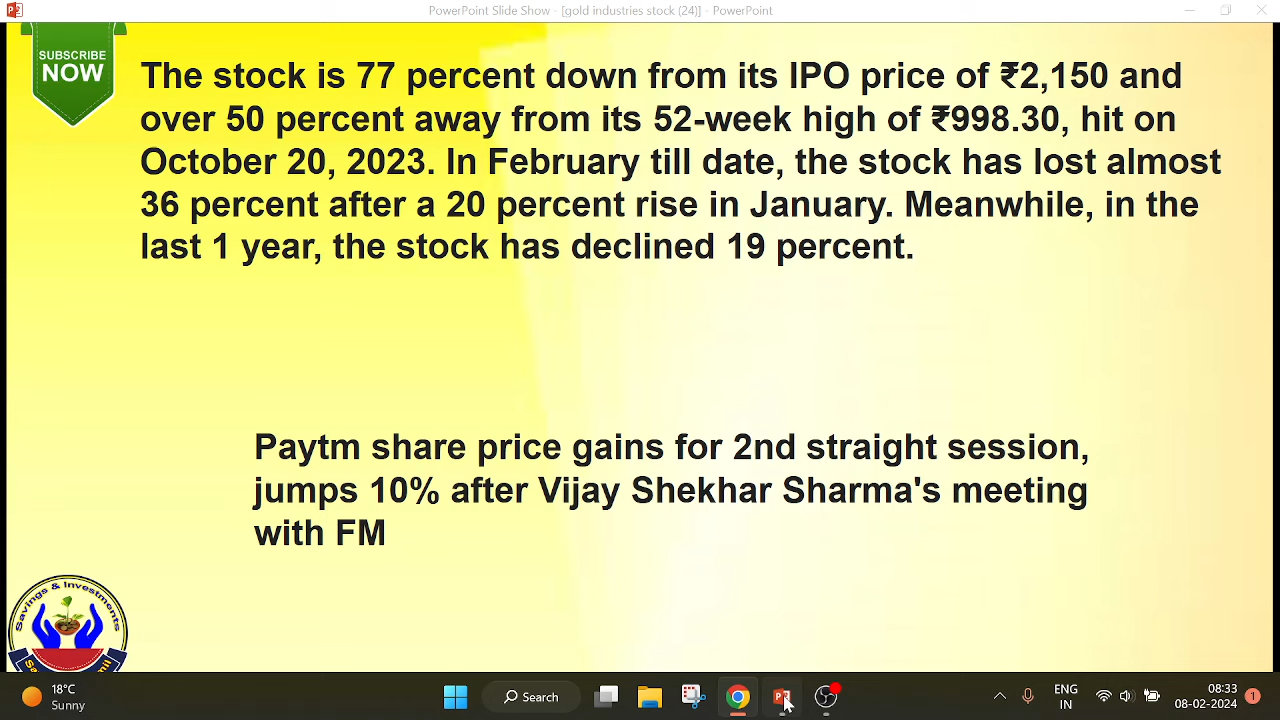 PowerPoint Slide Show - [gold industries stock (24)] - PowerPoint
SUBSCRIBE
NOW
The stock is 77 percent down from its IPO price of ₹2,150 and
over 50 percent away from its 52-week high of ₹998.30, hit on
October 20, 2023. In February till date, the stock has lost almost
36 percent after a 20 percent rise in January. Meanwhile, in the
last 1 year, the stock has declined 19 percent.
Paytm share price gains for 2nd straight session,
jumps 10% after Vijay Shekhar Sharma's meeting
with FM
Savings & Investments
18°C
Sunny
Search
ENG
IN
08:33
08-02-2024
1